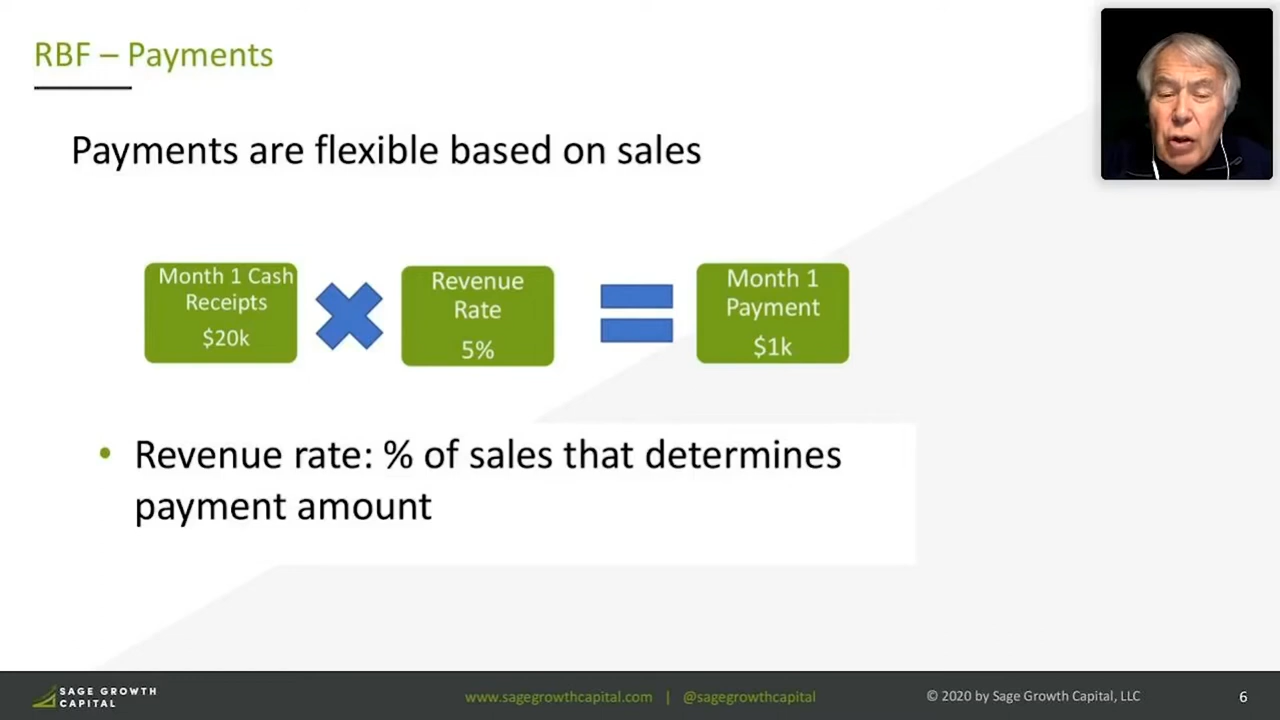 RBF – Payments
Payments are flexible based on sales
Month 1 Cash
Receipts
$20k
Revenue
Rate
5%
Month 1
Payment
$1k
• Revenue rate: % of sales that determines
payment amount
SAGE GROWTH
CAPITAL
www.sagegrowthcapital.com | @sagegrowthcapital
© 2020 by Sage Growth Capital, LLC
6